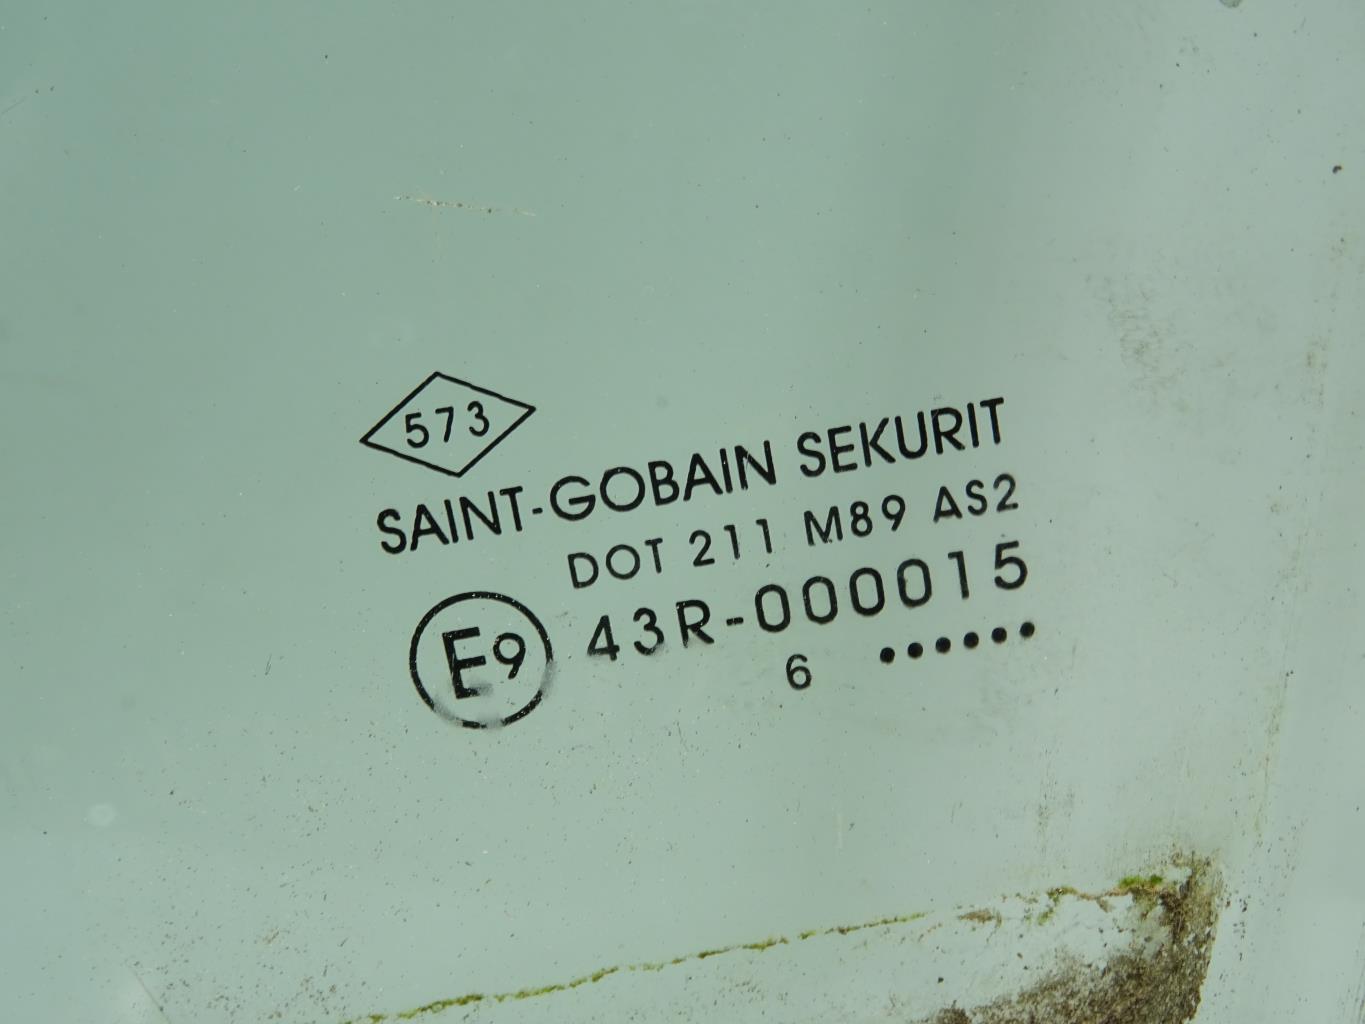 573
SAINT-GOBAIN SEKURIT
DOT 211 M89 AS2
E9 43R-000015
6 ••••••